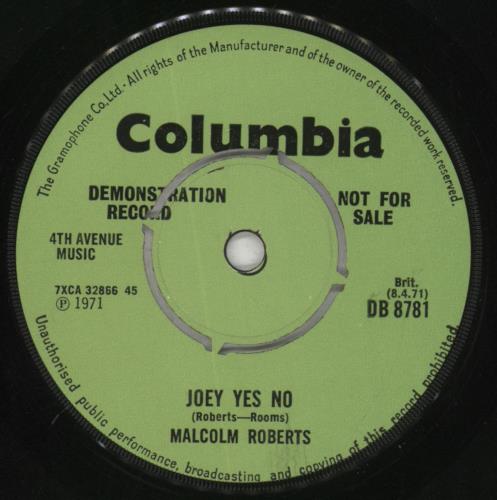 The Gramophone Co, Ltd. · All rights of the Manufacturer and of the owner of the recorded work reserved.
Columbia
DEMONSTRATION
RECORD
NOT FOR
SALE
4TH AVENUE
MUSIC
7XCA 32866 45
Ⓟ 1971
Brit.
(8.4.71)
DB 8781
JOEY YES NO
(Roberts—Rooms)
MALCOLM ROBERTS
Unauthorised public performance, broadcasting and copying of this record prohibited.